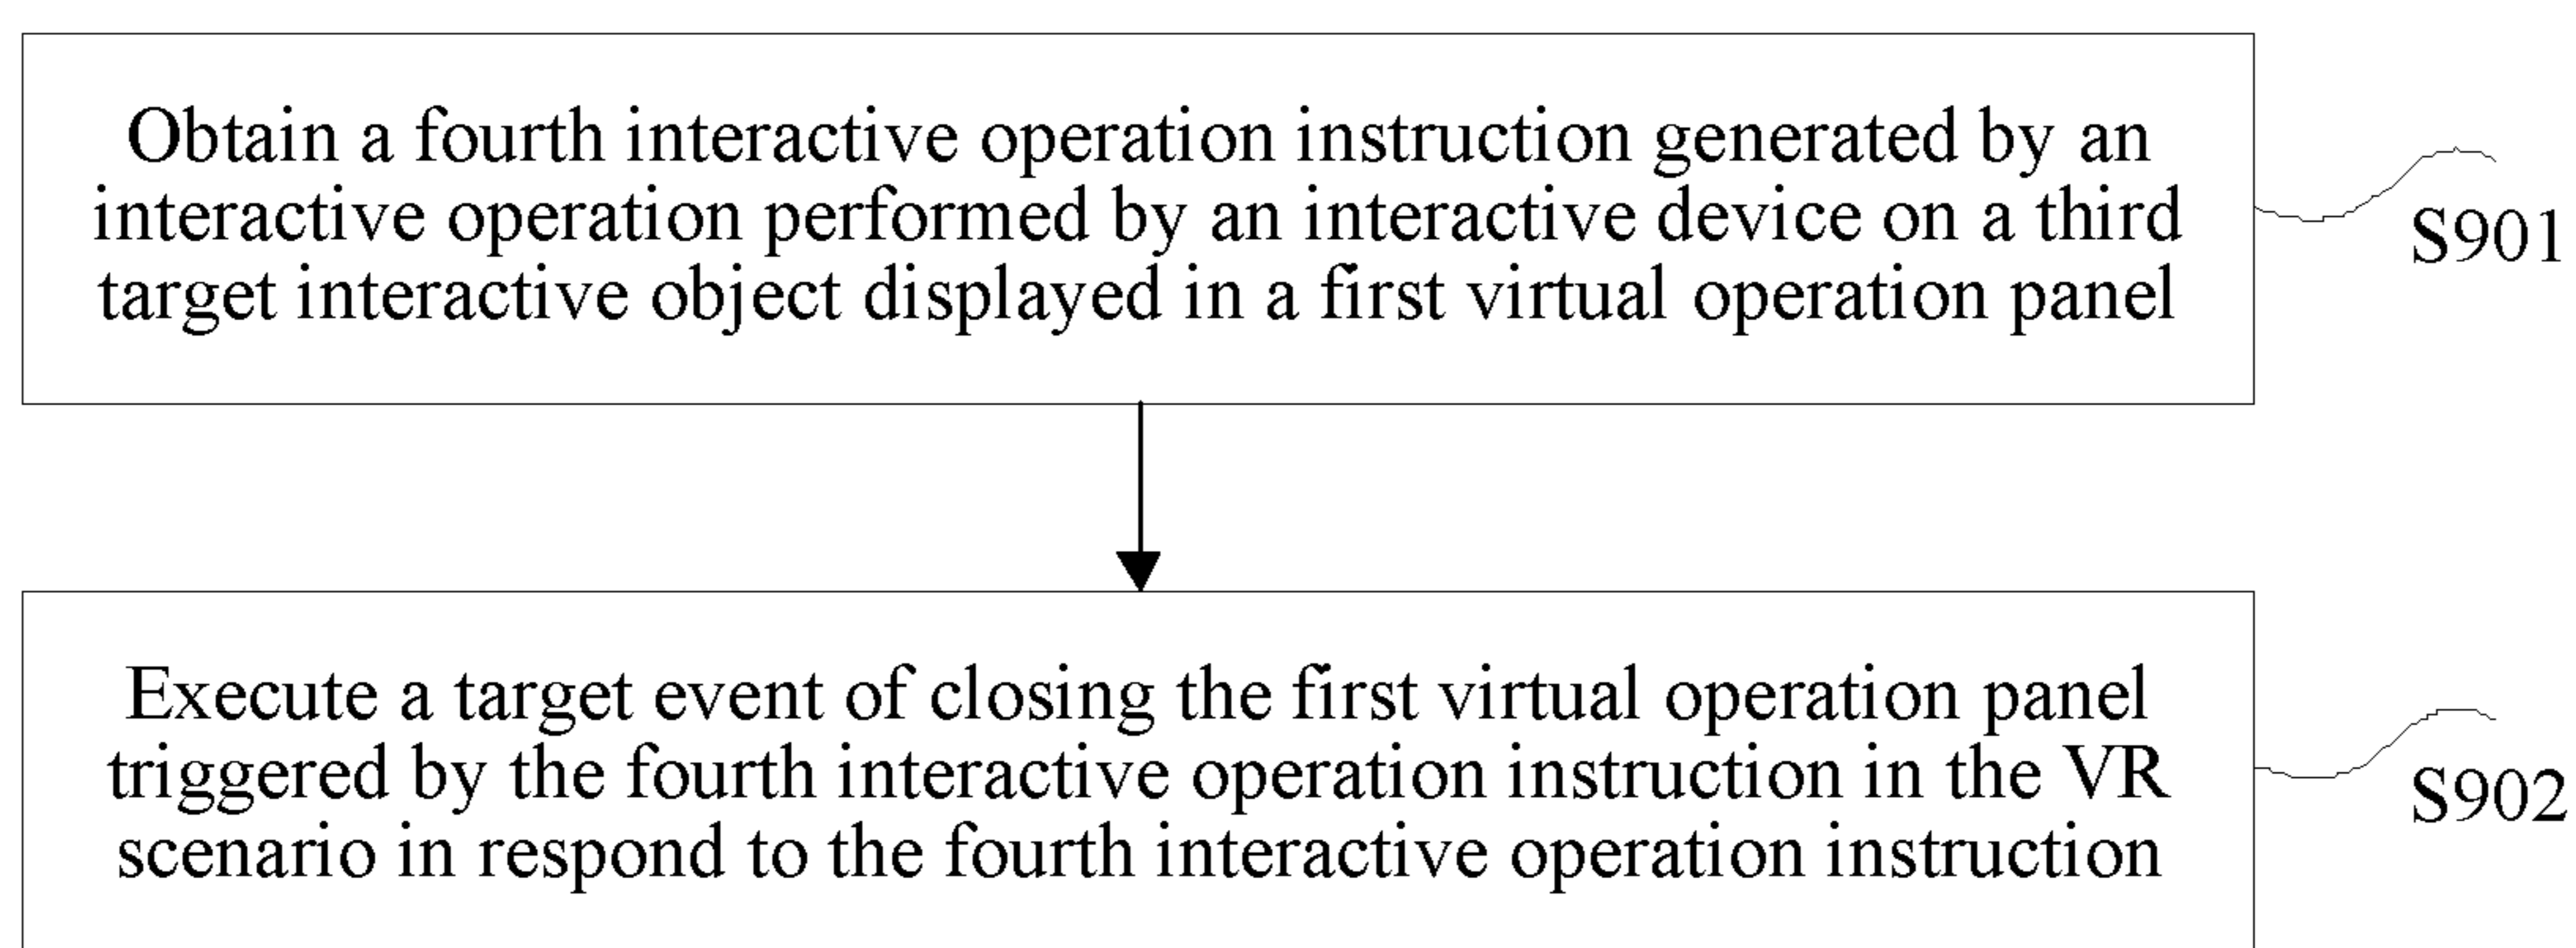 Obtain a fourth interactive operation instruction generated by an
interactive operation performed by an interactive device on a third
target interactive object displayed in a first virtual operation panel
S901
Execute a target event of closing the first virtual operation panel
triggered by the fourth interactive operation instruction in the VR
scenario in respond to the fourth interactive operation instruction
S902